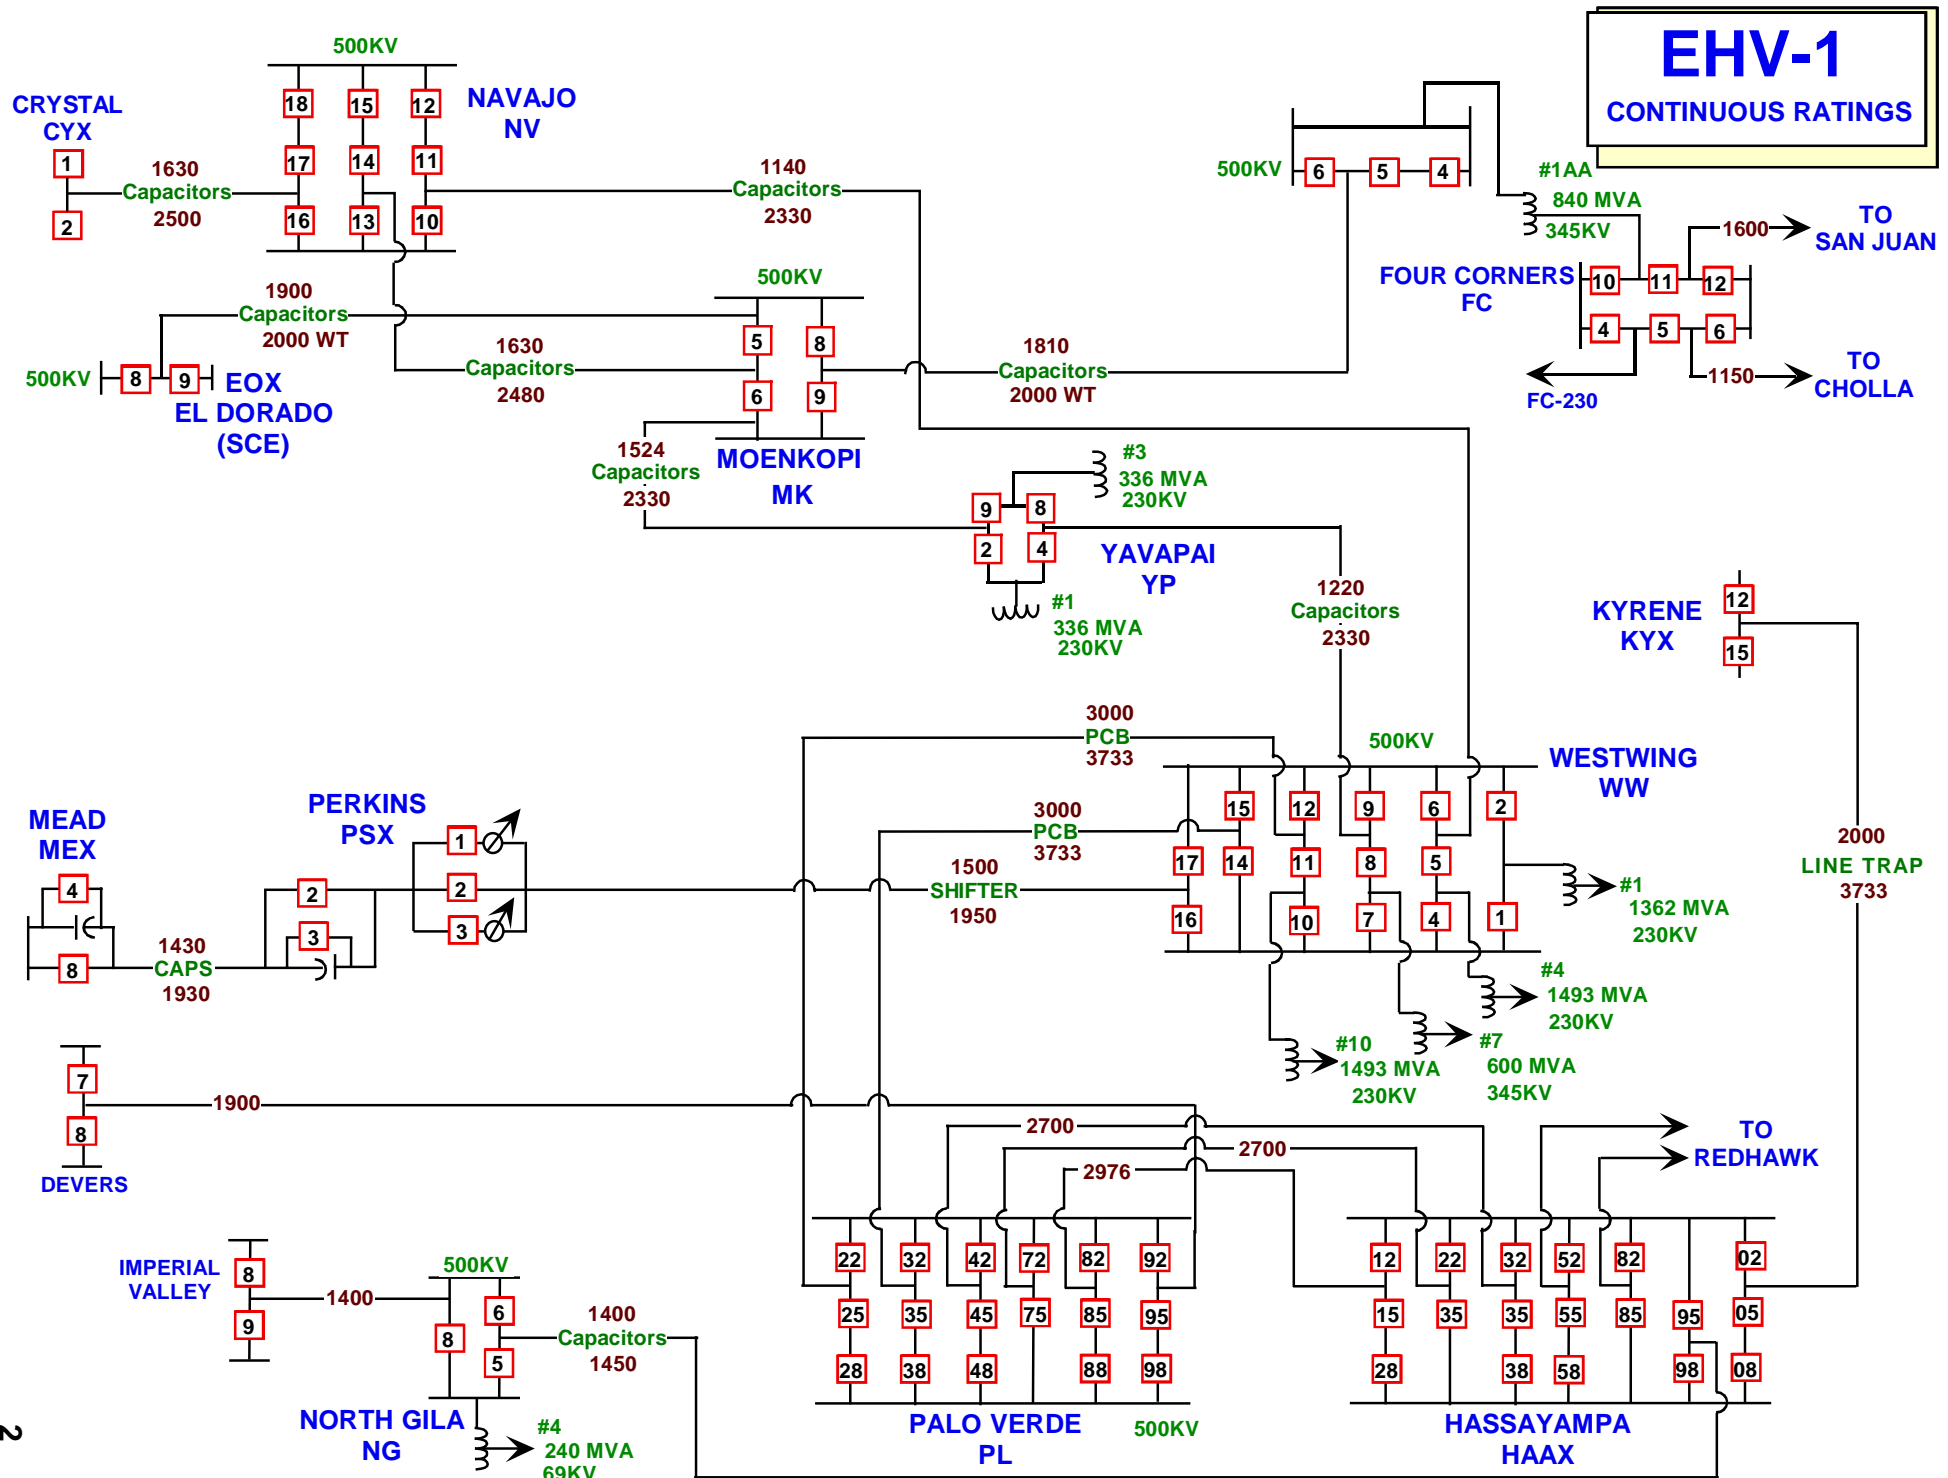 EHV-1
CONTINUOUS RATINGS
500KV
CRYSTAL
CYX
1
2
1630
Capacitors
2500
18
15
12
17
14
11
16
13
10
NAVAJO
NV
1140
Capacitors
2330
500KV
6
5
4
#1AA
840 MVA
345KV
1600
TO
SAN JUAN
FOUR CORNERS
FC
10
11
12
4
5
6
FC-230
1150
TO
CHOLLA
1900
Capacitors
2000 WT
500KV
8
9
EOX
EL DORADO
(SCE)
1630
Capacitors
2480
500KV
5
8
6
9
MOENKOPI
MK
1810
Capacitors
2000 WT
1524
Capacitors
2330
#3
336 MVA
230KV
9
8
2
4
YAVAPAI
YP
#1
336 MVA
230KV
1220
Capacitors
2330
KYRENE
KYX
12
15
2000
LINE TRAP
3733
3000
PCB
3733
3000
PCB
3733
1500
SHIFTER
1950
500KV
WESTWING
WW
15
12
9
6
2
17
14
11
8
5
16
10
7
4
1
#1
1362 MVA
230KV
#4
1493 MVA
230KV
#7
600 MVA
345KV
#10
1493 MVA
230KV
MEAD
MEX
4
8
1430
CAPS
1930
PERKINS
PSX
2
3
1
2
3
7
8
DEVERS
1900
2700
2700
2976
TO
REDHAWK
IMPERIAL
VALLEY
8
9
1400
500KV
6
8
5
NORTH GILA
NG
#4
240 MVA
69KV
1400
Capacitors
1450
22
32
42
72
82
92
25
35
45
75
85
95
28
38
48
88
98
PALO VERDE
PL
500KV
12
22
32
52
82
02
15
35
35
55
85
95
05
28
38
58
98
08
HASSAYAMPA
HAAX
2